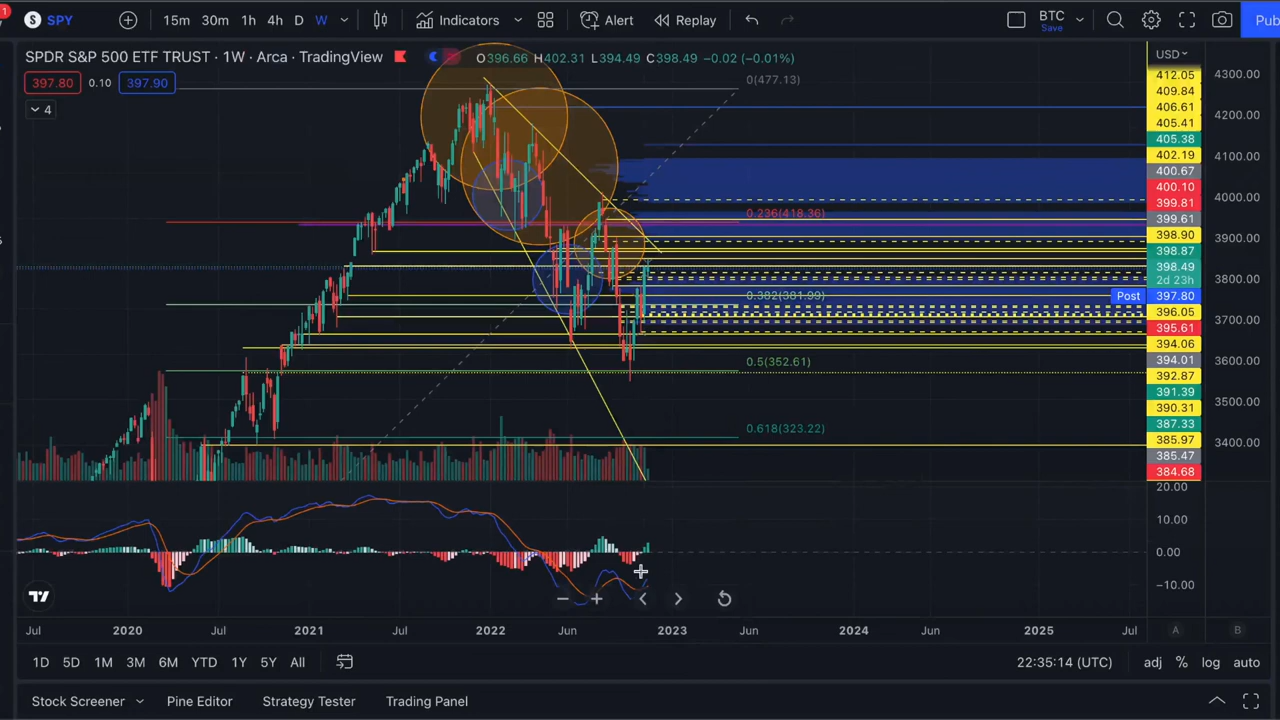 1
S SPY
15m 30m 1h 4h D W
Indicators
Alert
Replay
BTC
Save
Pub
SPDR S&P 500 ETF TRUST · 1W · Arca · TradingView
O396.66 H402.31 L394.49 C398.49 −0.02 (−0.01%)
397.80 0.10 397.90
4
USD
0(477.13)
0.236(418.36)
0.382(381.99)
0.5(352.61)
0.618(323.22)
Post
412.05
409.84
406.61
405.41
405.38
402.19
400.67
400.10
399.81
399.61
398.90
398.87
398.49
2d 23h
397.80
396.05
395.61
394.06
394.01
392.87
391.39
390.31
387.33
385.97
385.47
384.68
4300.00
4200.00
4100.00
4000.00
3900.00
3800.00
3700.00
3600.00
3500.00
3400.00
20.00
10.00
0.00
−10.00
Jul 2020 Jul 2021 Jul 2022 Jun 2023 Jun 2024 Jun 2025 Jul
A B
1D 5D 1M 3M 6M YTD 1Y 5Y All
22:35:14 (UTC) adj % log auto
Stock Screener Pine Editor Strategy Tester Trading Panel